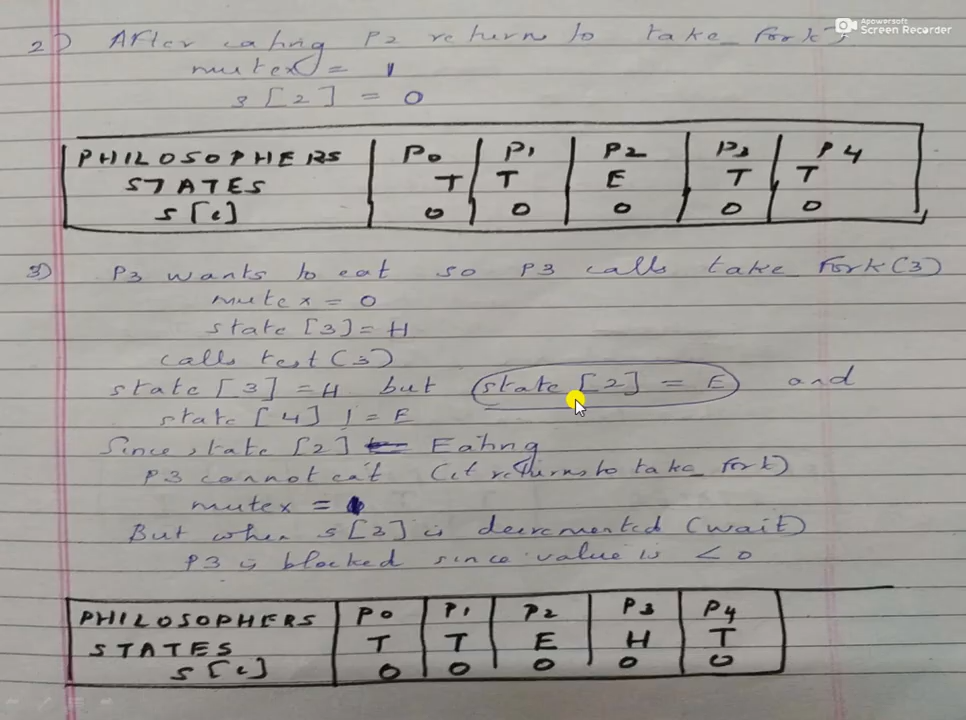 Apowersoft
Screen Recorder
2) After eating P2 returns to take_fork;
mutex = 1
s[2] = 0
PHILOSOPHERS P0 P1 P2 P3 P4
STATES T T E T T
S[i] 0 0 0 0 0
3) P3 wants to eat so P3 calls take_fork(3)
mutex = 0
state [3] = H
calls test(3)
state [3] = H but (state [2] = E) and
state [4] != E
Since state [2] Eating
P3 cannot eat (it returns to take_fork)
mutex =
But when s[3] is decremented (wait)
P3 is blocked since value is < 0
PHILOSOPHERS P0 P1 P2 P3 P4
STATES T T E H T
S[i] 0 0 0 0 0